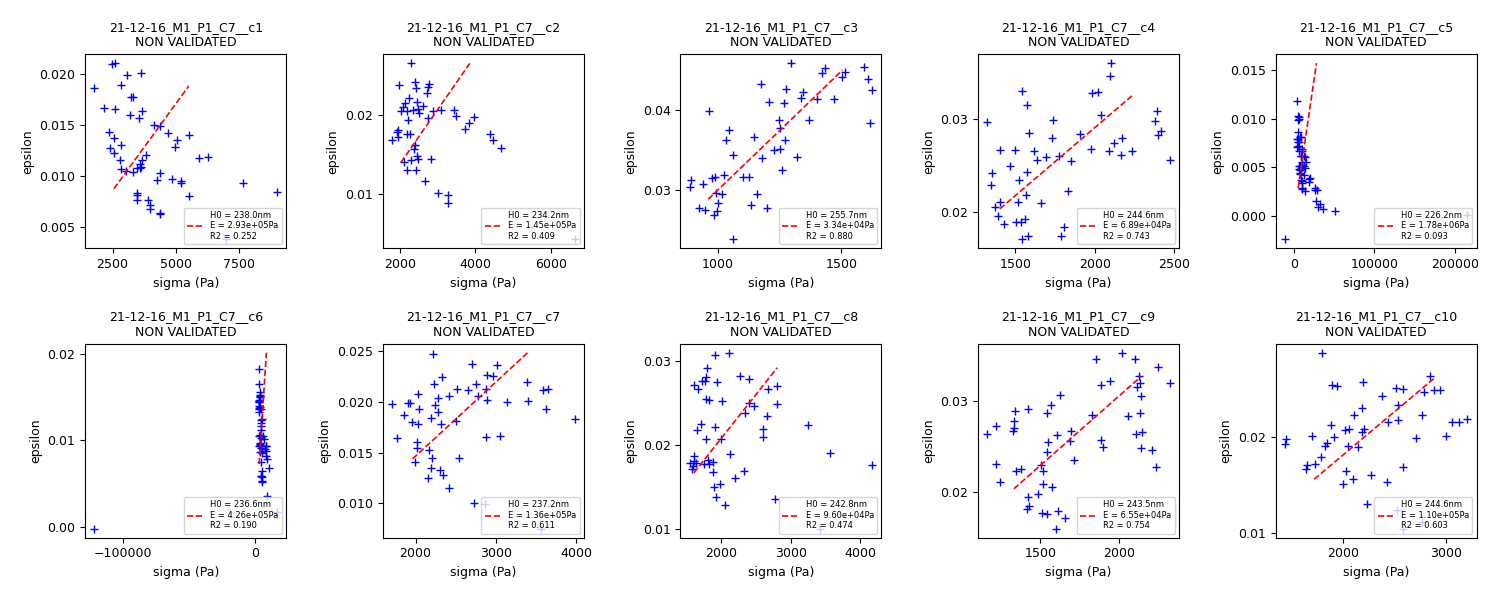 21-12-16_M1_P1_C7__c1
NON VALIDATED
epsilon
0.020
0.015
0.010
0.005
2500
5000
7500
sigma (Pa)
H0 = 238.0nm
E = 2.93e+05Pa
R2 = 0.252
21-12-16_M1_P1_C7__c2
NON VALIDATED
epsilon
0.02
0.01
2000
4000
6000
sigma (Pa)
H0 = 234.2nm
E = 1.45e+05Pa
R2 = 0.409
21-12-16_M1_P1_C7__c3
NON VALIDATED
epsilon
0.04
0.03
1000
1500
sigma (Pa)
H0 = 255.7nm
E = 3.34e+04Pa
R2 = 0.880
21-12-16_M1_P1_C7__c4
NON VALIDATED
epsilon
0.03
0.02
1500
2000
2500
sigma (Pa)
H0 = 244.6nm
E = 6.89e+04Pa
R2 = 0.743
21-12-16_M1_P1_C7__c5
NON VALIDATED
epsilon
0.015
0.010
0.005
0.000
0
100000
200000
sigma (Pa)
H0 = 226.2nm
E = 1.78e+06Pa
R2 = 0.093
21-12-16_M1_P1_C7__c6
NON VALIDATED
epsilon
0.02
0.01
0.00
−100000
0
sigma (Pa)
H0 = 236.6nm
E = 4.26e+05Pa
R2 = 0.190
21-12-16_M1_P1_C7__c7
NON VALIDATED
epsilon
0.025
0.020
0.015
0.010
2000
3000
4000
sigma (Pa)
H0 = 237.2nm
E = 1.36e+05Pa
R2 = 0.611
21-12-16_M1_P1_C7__c8
NON VALIDATED
epsilon
0.03
0.02
0.01
2000
3000
4000
sigma (Pa)
H0 = 242.8nm
E = 9.60e+04Pa
R2 = 0.474
21-12-16_M1_P1_C7__c9
NON VALIDATED
epsilon
0.03
0.02
1500
2000
sigma (Pa)
H0 = 243.5nm
E = 6.55e+04Pa
R2 = 0.754
21-12-16_M1_P1_C7__c10
NON VALIDATED
epsilon
0.02
0.01
2000
3000
sigma (Pa)
H0 = 244.6nm
E = 1.10e+05Pa
R2 = 0.603